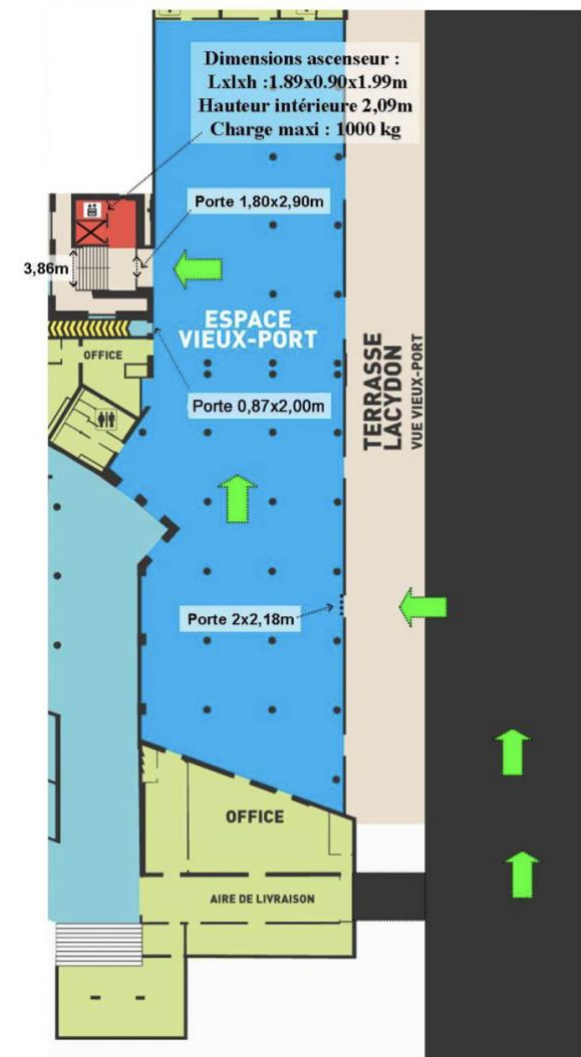 Dimensions ascenseur :
Lxlxh :1.89x0.90x1.99m
Hauteur intérieure 2,09m
Charge maxi : 1000 kg
Porte 1,80x2,90m
3,86m
ESPACE
VIEUX-PORT
OFFICE
Porte 0,87x2,00m
TERRASSE
LACYDON
VUE VIEUX-PORT
Porte 2x2,18m
OFFICE
AIRE DE LIVRAISON